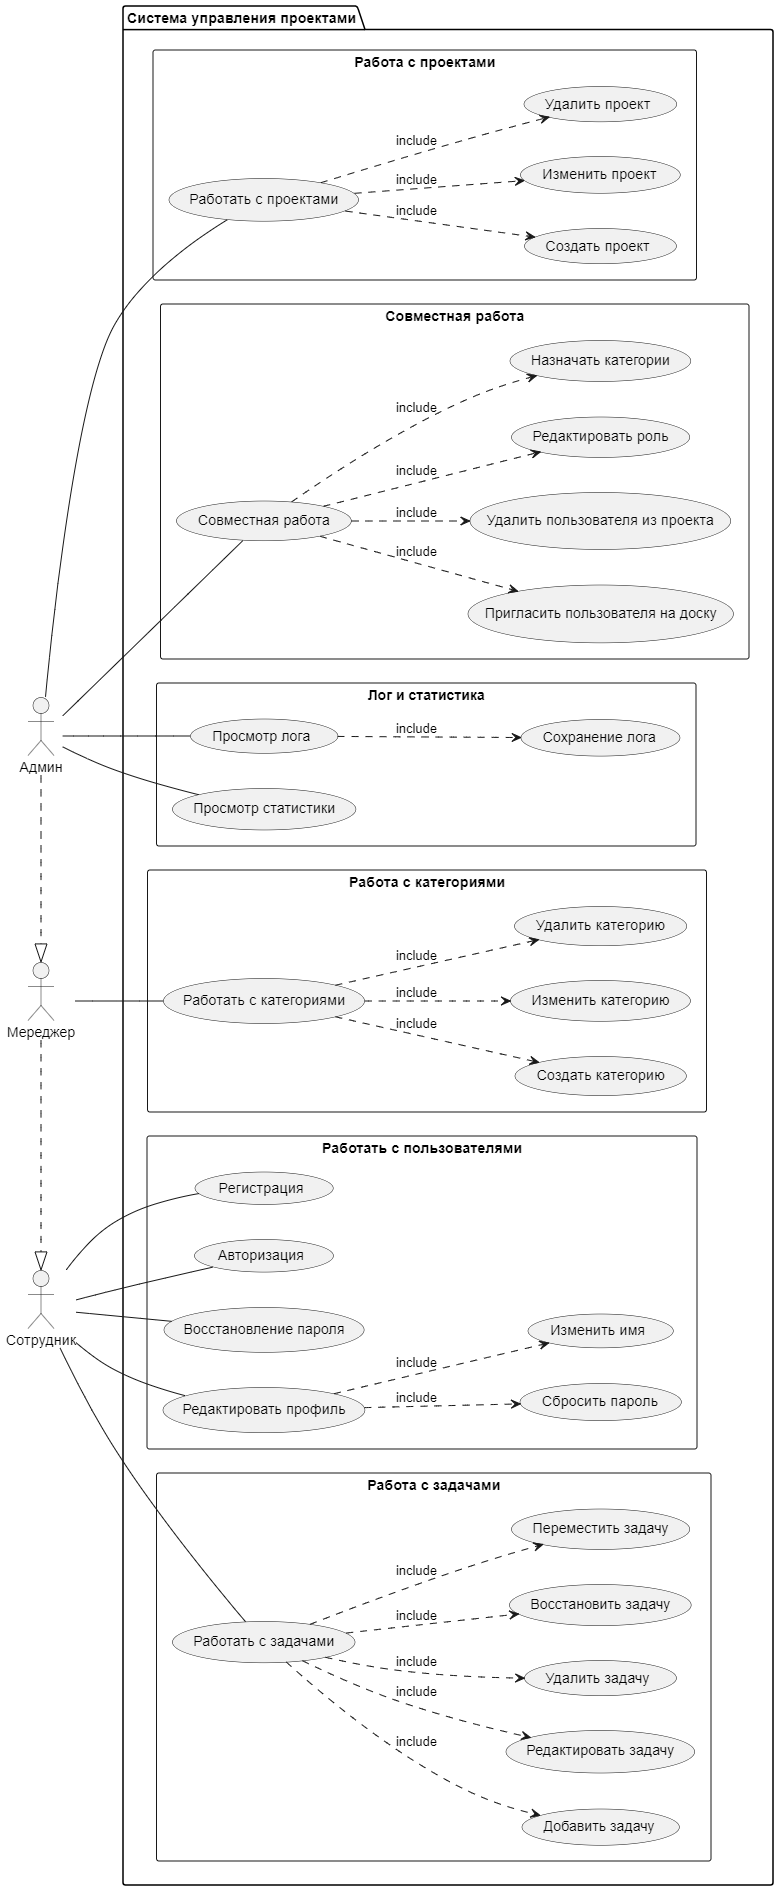 Система управления проектами
Работа с проектами
Удалить проект
include
Изменить проект
include
Работать с проектами
include
Создать проект
Совместная работа
Назначать категории
include
Редактировать роль
include
include
Совместная работа
Удалить пользователя из проекта
include
Пригласить пользователя на доску
Лог и статистика
Просмотр лога
include
Сохранение лога
Админ
Просмотр статистики
Работа с категориями
Удалить категорию
include
include
Работать с категориями
Изменить категорию
include
Мереджер
Создать категорию
Работать с пользователями
Регистрация
Авторизация
Восстановление пароля
Изменить имя
Сотрудник
include
include
Сбросить пароль
Редактировать профиль
Работа с задачами
Переместить задачу
include
Восстановить задачу
include
Работать с задачами
include
Удалить задачу
include
include
Редактировать задачу
Добавить задачу